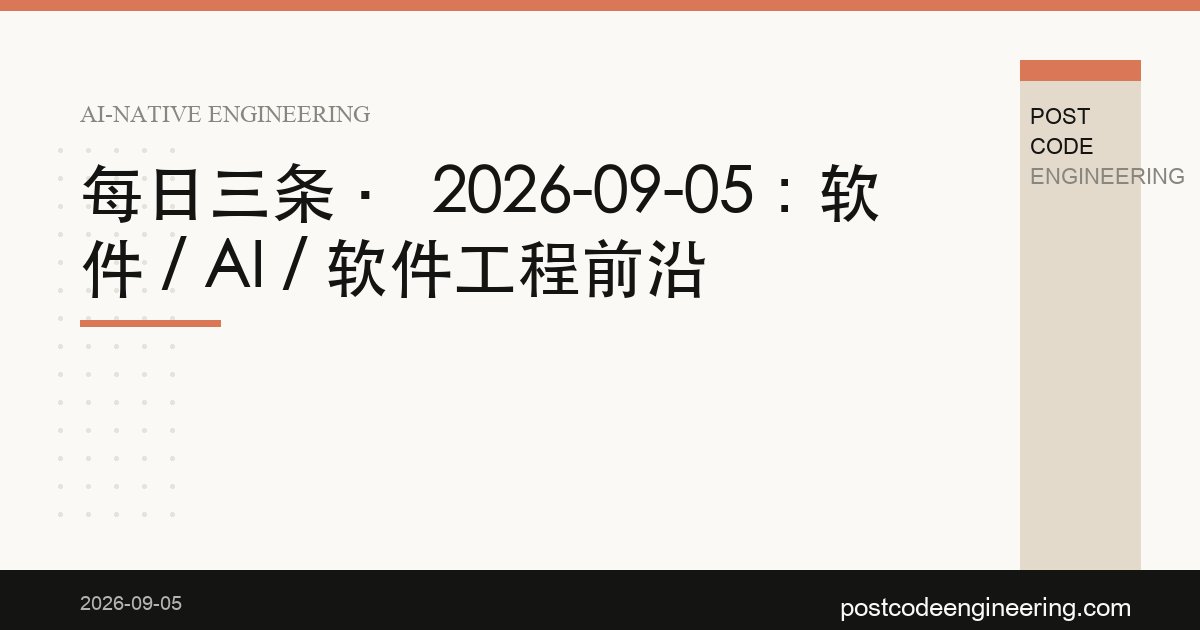 AI-NATIVE ENGINEERING
每日三条 · 2026-09-05：软
件 / AI / 软件工程前沿
POST
CODE
ENGINEERING
2026-09-05
postcodeengineering.com